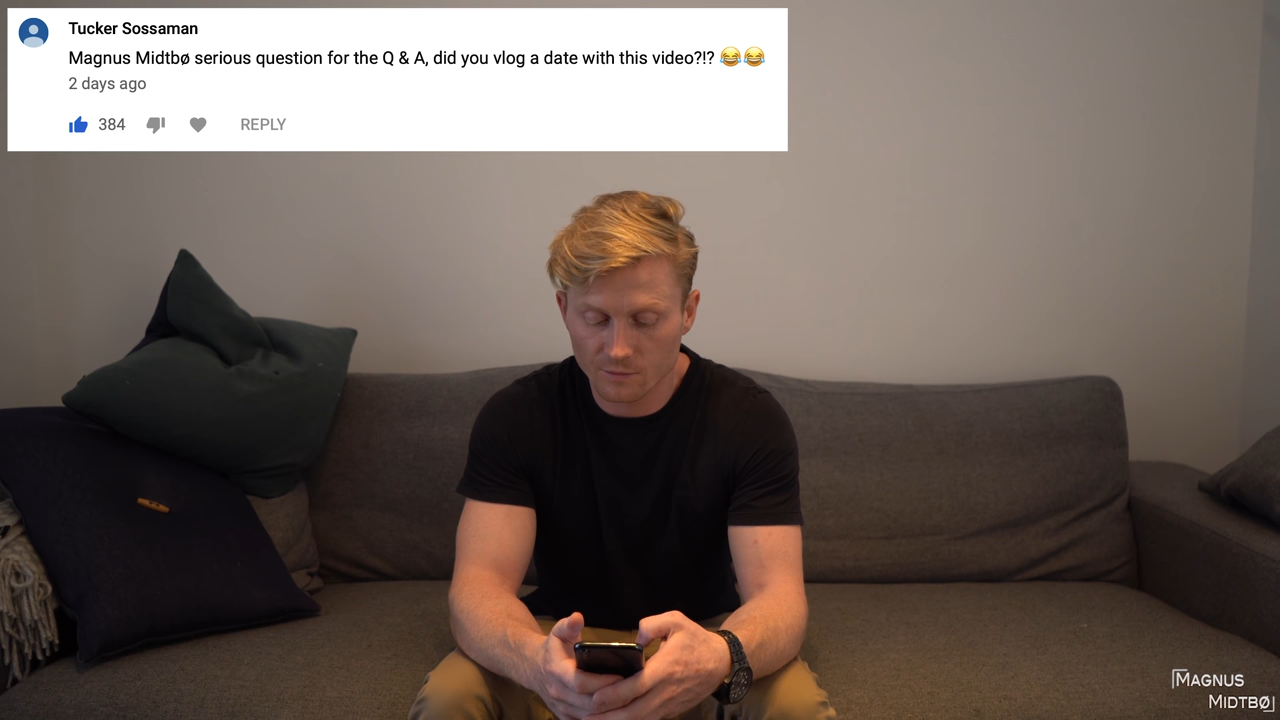 Tucker Sossaman
Magnus Midtbø serious question for the Q & A, did you vlog a date with this video?!? 😂😂
2 days ago
384 REPLY
MAGNUS
MIDTBØ